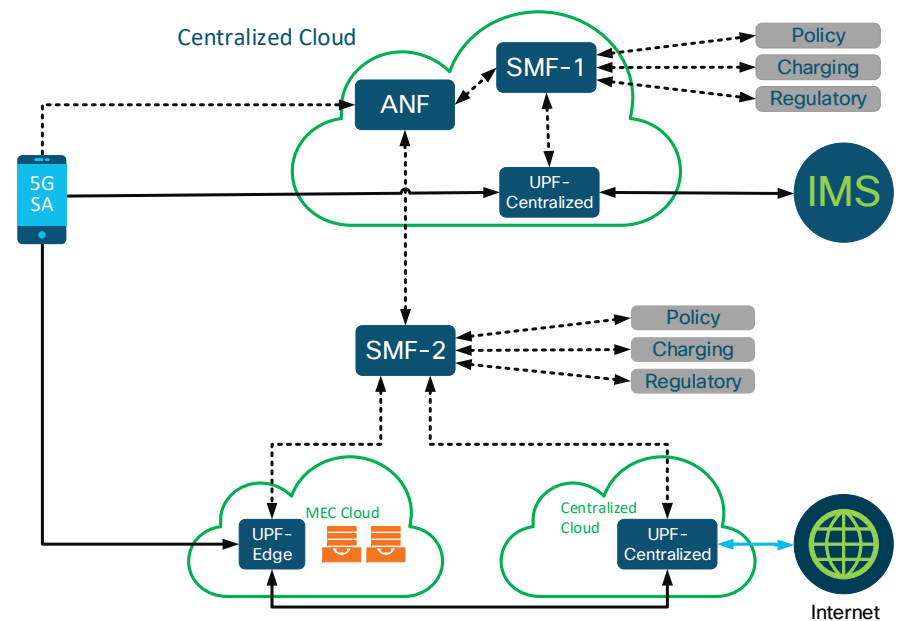 Centralized Cloud
Policy
SMF-1
Charging
ANF
Regulatory
5G
SA
UPF-
Centralized
IMS
Policy
SMF-2
Charging
Regulatory
MEC Cloud
Centralized
Cloud
UPF-
Edge
UPF-
Centralized
Internet